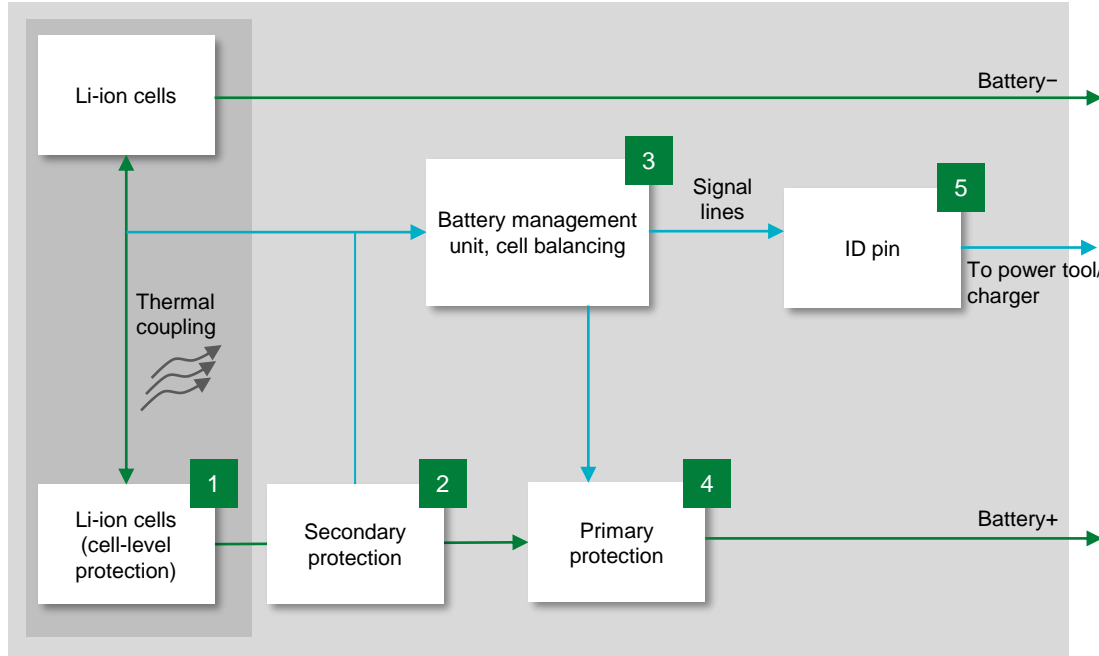 Li-ion cells
Battery−
3
Battery management
unit, cell balancing
Signal
lines
5
ID pin
To power tool/
charger
Thermal
coupling
1
Li-ion cells
(cell-level
protection)
2
Secondary
protection
4
Primary
protection
Battery+